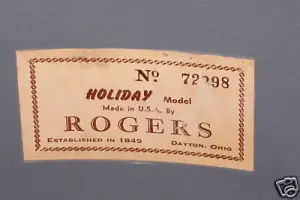 Nº 72298
HOLIDAY Model
Made in U.S.A. By
ROGERS
ESTABLISHED IN 1849 DAYTON, OHIO